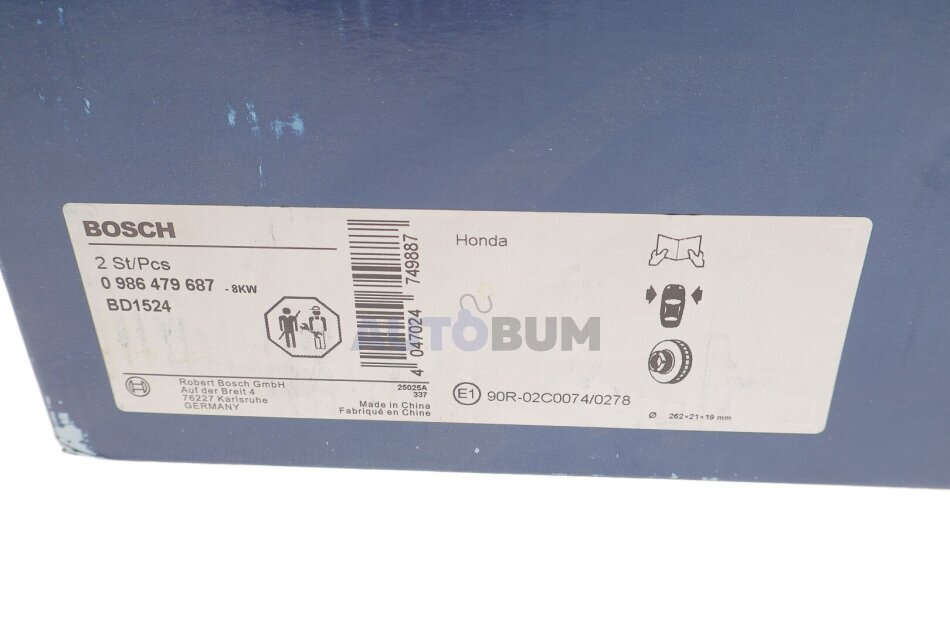 BOSCH
2 St/Pcs
0 986 479 687 - 8KW
BD1524
4 047024 749887
Honda
AUTOBUM
Robert Bosch GmbH
Auf der Breit 4
76227 Karlsruhe
GERMANY
25025A
337
Made in China
Fabriqué en Chine
E1 90R-02C0074/0278
Ø 262×21×19 mm